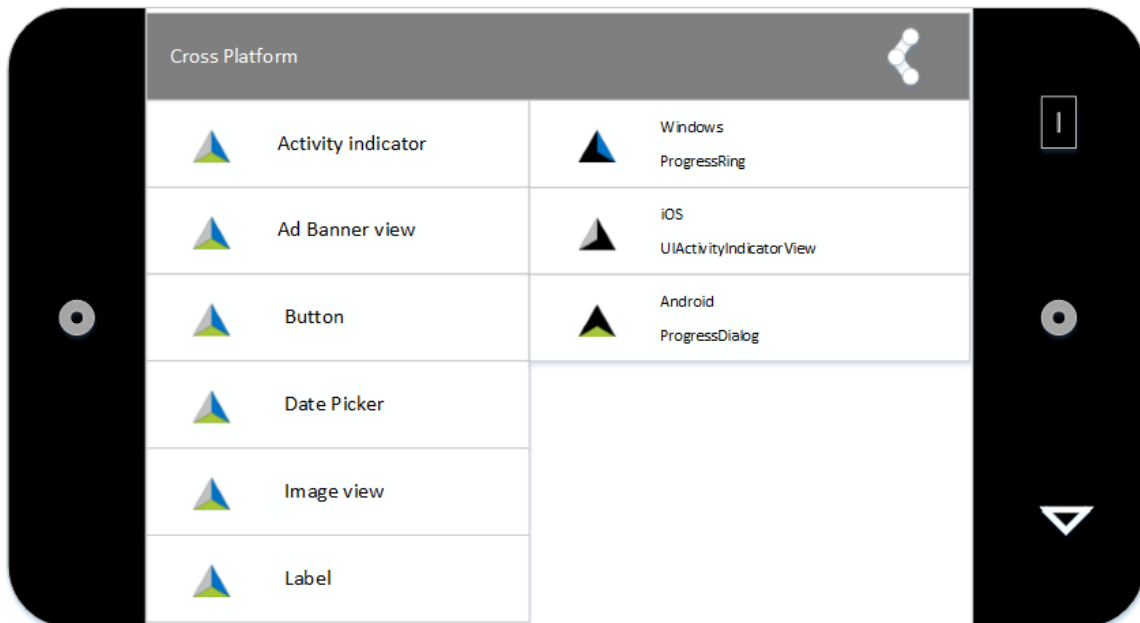 Cross Platform
Activity indicator
Ad Banner view
Button
Date Picker
Image view
Label
Windows
ProgressRing
iOS
UIActivityIndicatorView
Android
ProgressDialog